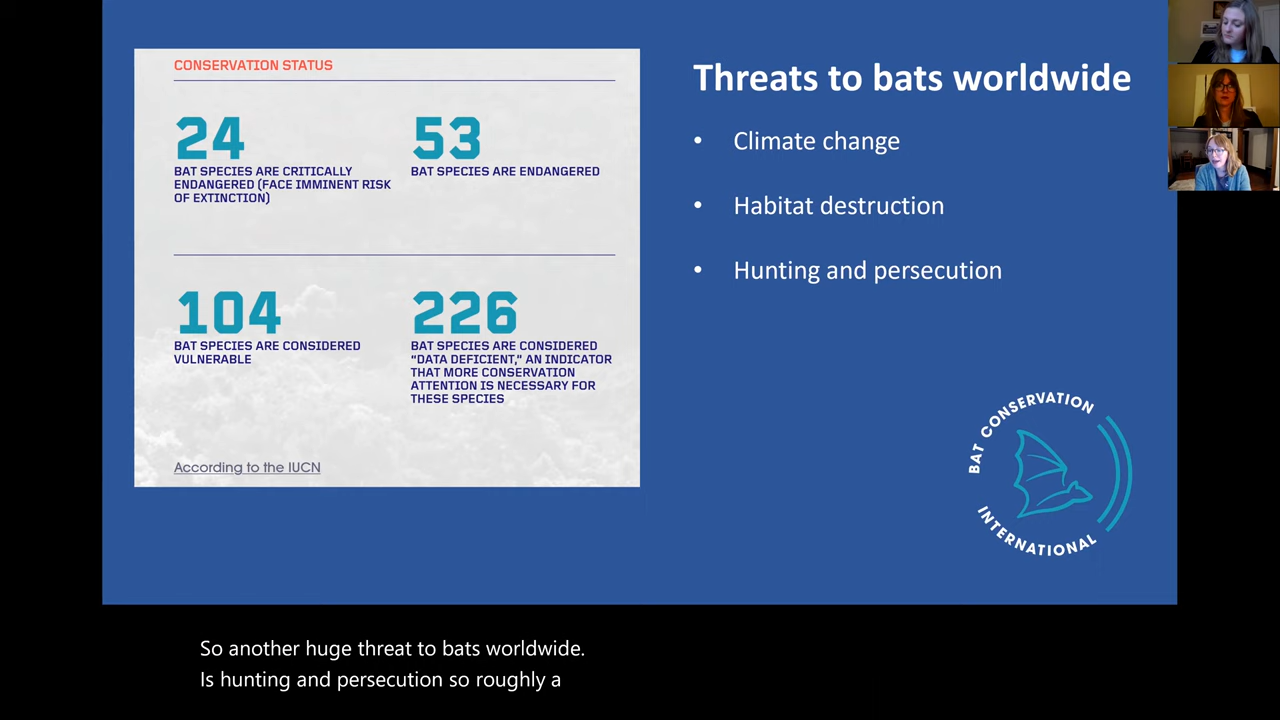 CONSERVATION STATUS
24
BAT SPECIES ARE CRITICALLY
ENDANGERED (FACE IMMINENT RISK
OF EXTINCTION)
53
BAT SPECIES ARE ENDANGERED
104
BAT SPECIES ARE CONSIDERED
VULNERABLE
226
BAT SPECIES ARE CONSIDERED
“DATA DEFICIENT,” AN INDICATOR
THAT MORE CONSERVATION
ATTENTION IS NECESSARY FOR
THESE SPECIES
According to the IUCN
Threats to bats worldwide
• Climate change
• Habitat destruction
• Hunting and persecution
BAT CONSERVATION
INTERNATIONAL
So another huge threat to bats worldwide.
Is hunting and persecution so roughly a